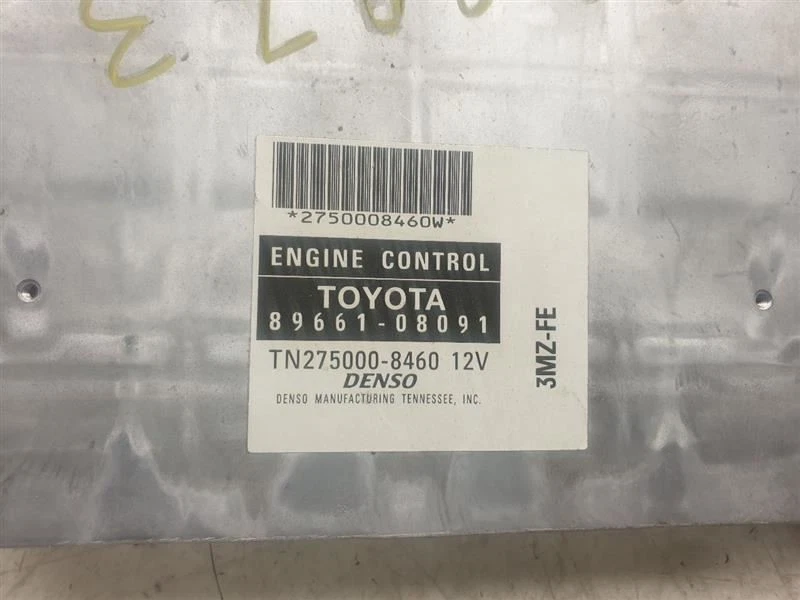 *2750008460W*
ENGINE CONTROL
TOYOTA
89661-08091
TN275000-8460 12V
DENSO
DENSO MANUFACTURING TENNESSEE, INC.
3MZ-FE